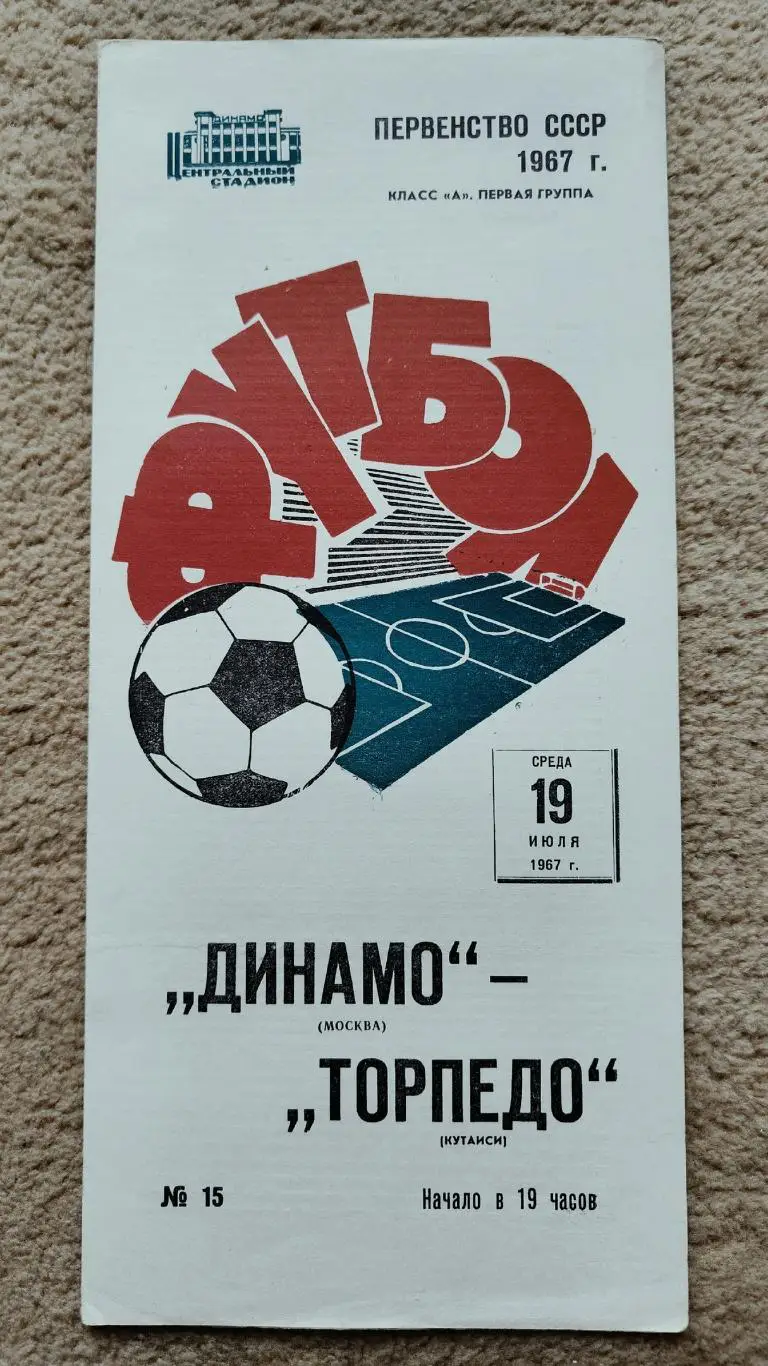 ДИНАМО
ЦЕНТРАЛЬНЫЙ
СТАДИОН
ПЕРВЕНСТВО СССР
1967 г.
КЛАСС «А». ПЕРВАЯ ГРУППА
ФУТБОЛ
СРЕДА
19
ИЮЛЯ
1967 г.
„ДИНАМО“ –
(МОСКВА)
„ТОРПЕДО“
(КУТАИСИ)
№ 15
Начало в 19 часов